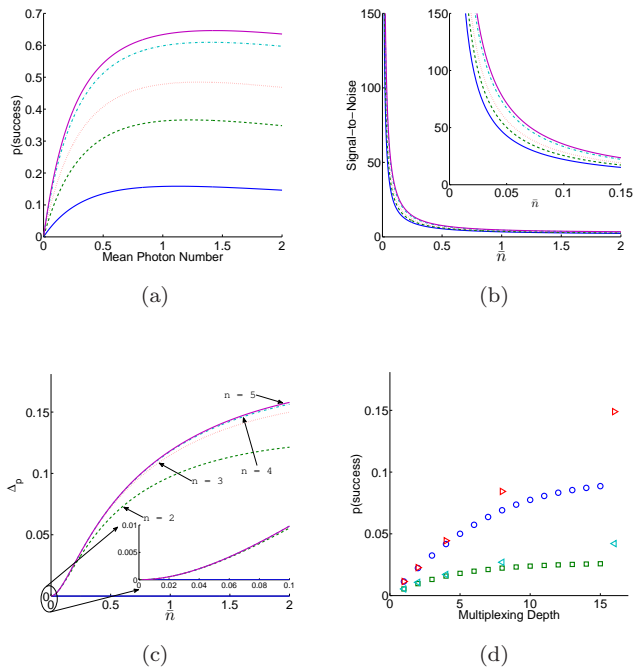 0.7
0.6
0.5
0.4
0.3
0.2
0.1
0
p(success)
0 0.5 1 1.5 2
Mean Photon Number
(a)
150
100
50
0
Signal-to-Noise
0 0.5 1 1.5 2
n̄
150
100
50
0
0 0.05 0.1 0.15
n̄
(b)
0.15
0.1
0.05
0
Δp
n = 5
n = 4
n = 3
n = 2
0.01
0.005
0
0 0.02 0.04 0.06 0.08 0.1
0.5 1 1.5 2
n̄
(c)
0.15
0.1
0.05
0
p(success)
0 5 10 15
Multiplexing Depth
(d)